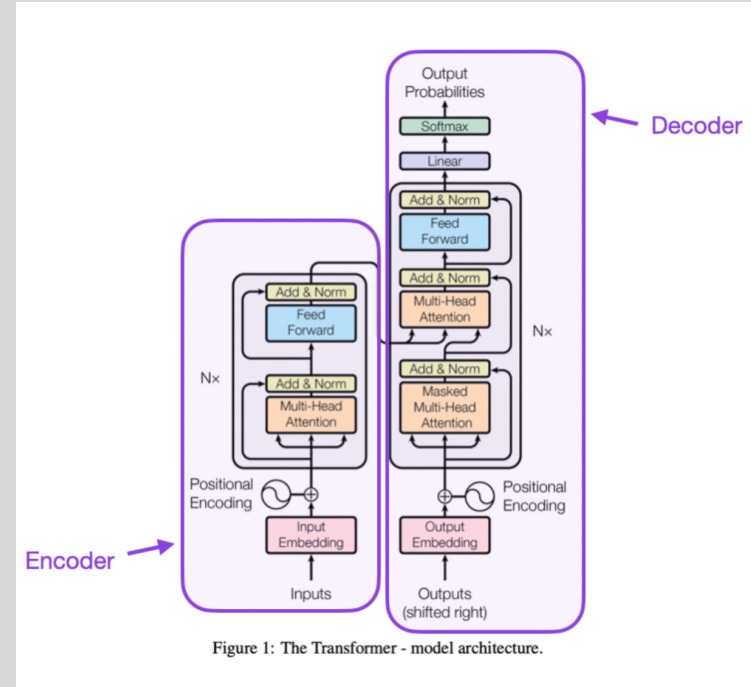 Output
Probabilities
Softmax
Linear
Decoder
Add & Norm
Feed
Forward
Add & Norm
Multi-Head
Attention
Nx
Add & Norm
Masked
Multi-Head
Attention
Positional
Encoding
Output
Embedding
Outputs
(shifted right)
Add & Norm
Feed
Forward
Nx
Add & Norm
Multi-Head
Attention
Positional
Encoding
Input
Embedding
Inputs
Encoder
Figure 1: The Transformer - model architecture.